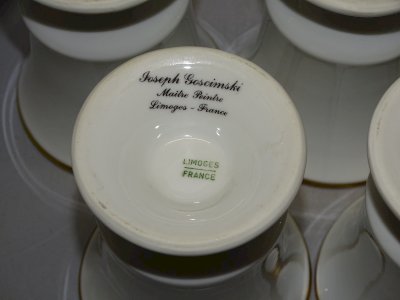 Joseph Goscimski
Maître Peintre
Limoges - France
LIMOGES
FRANCE